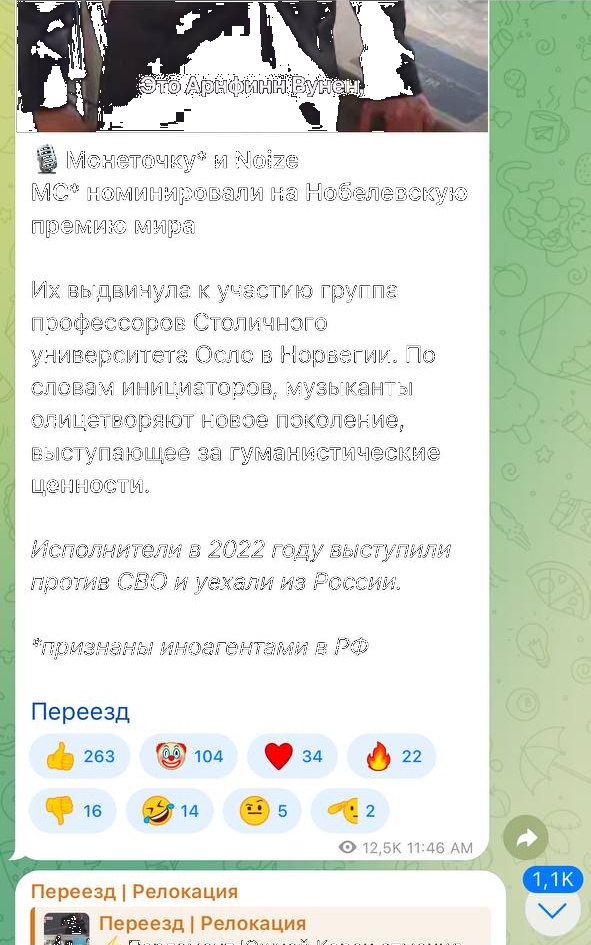 Это Арнфинн Вунен,
Монеточку* и Noize
MC* номинировали на Нобелевскую
премию мира
Их выдвинула к участию группа
профессоров Столичного
университета Осло в Норвегии. По
словам инициаторов, музыканты
олицетворяют новое поколение,
выступающее за гуманистические
ценности.
Исполнители в 2022 году выступили
против СВО и уехали из России.
*признаны иноагентами в РФ
Переезд
263 104 34 22
16 14 5 2
12,5K 11:46 AM
1,1K
Переезд | Релокация
Переезд | Релокация